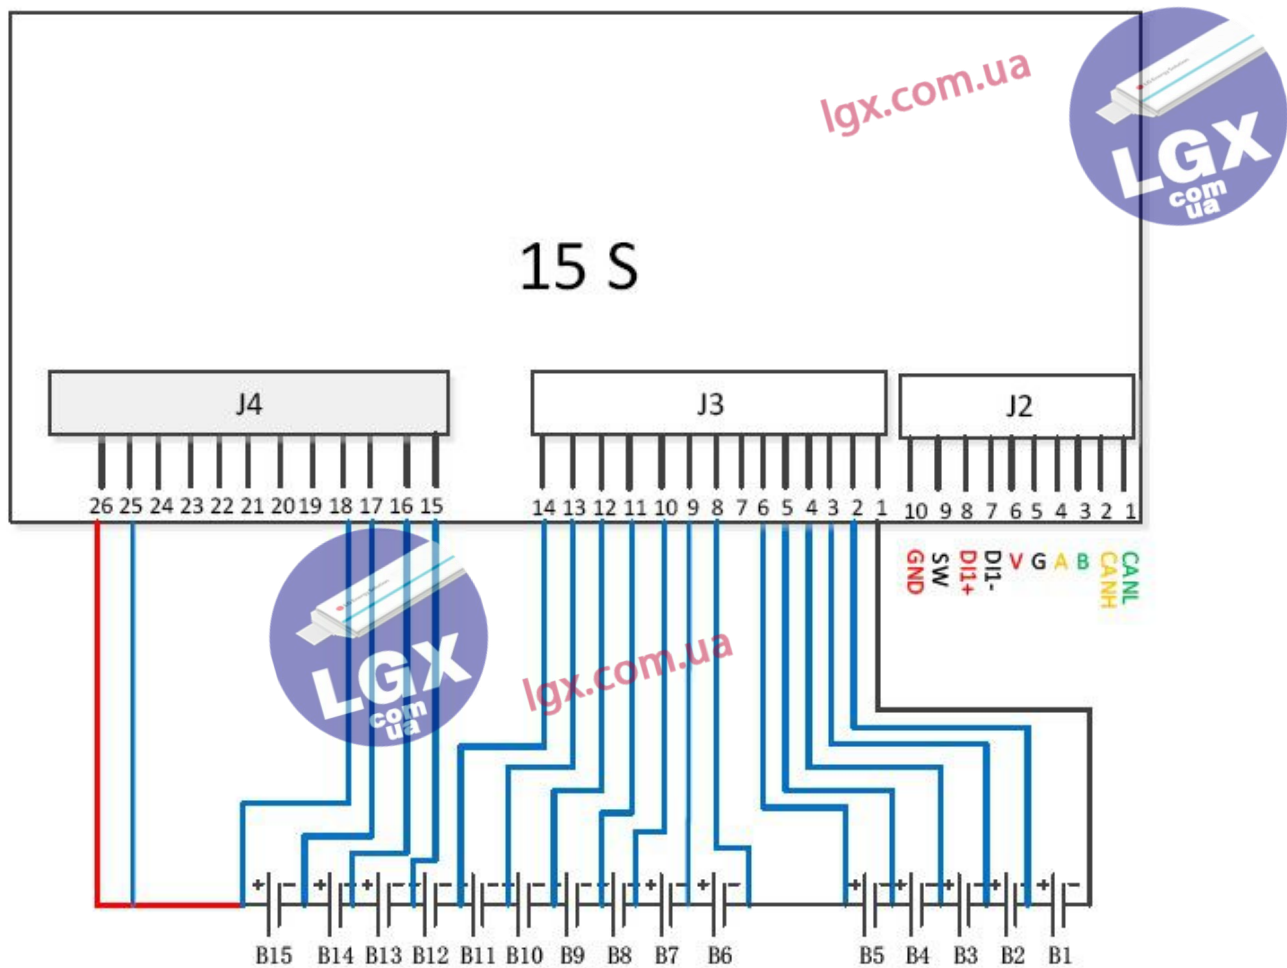 lgx.com.ua
LGX
com
ua
15 S
J4
J3
J2
26 25 24 23 22 21 20 19 18 17 16 15
14 13 12 11 10 9 8 7 6 5 4 3 2 1
10 9 8 7 6 5 4 3 2 1
GND SW DI1+ DI1- V G A B CANH CANL
LGX
com
ua
lgx.com.ua
+ - + - + - + - + - + - + - + - + - + - + - + - + - + - + -
B15 B14 B13 B12 B11 B10 B9 B8 B7 B6 B5 B4 B3 B2 B1